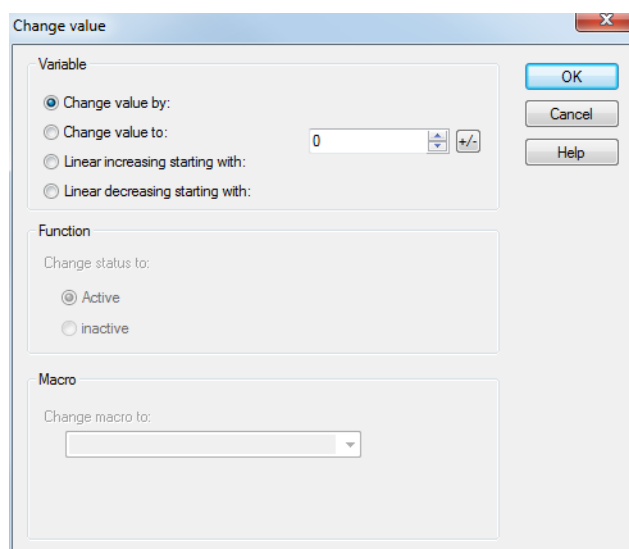 Change value
Variable
Change value by:
Change value to:
0
+/-
Linear increasing starting with:
Linear decreasing starting with:
OK
Cancel
Help
Function
Change status to:
Active
inactive
Macro
Change macro to: